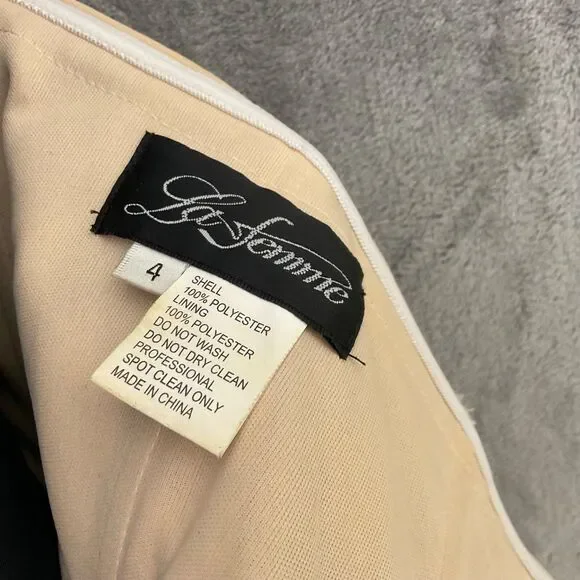 La Femme
4
SHELL
100% POLYESTER
LINING
100% POLYESTER
DO NOT WASH
DO NOT DRY CLEAN
PROFESSIONAL
SPOT CLEAN ONLY
MADE IN CHINA